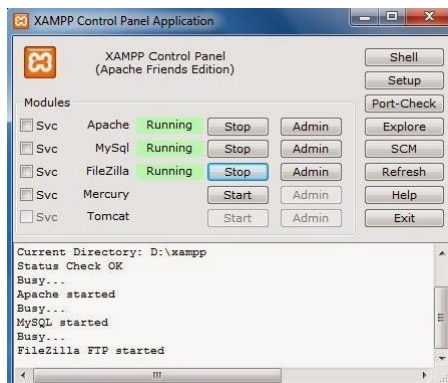 XAMPP Control Panel Application
XAMPP Control Panel
(Apache Friends Edition)
Shell
Setup
Modules
Port-Check
Svc Apache Running Stop Admin Explore
Svc MySql Running Stop Admin SCM
Svc FileZilla Running Stop Admin Refresh
Svc Mercury Start Admin Help
Svc Tomcat Start Admin Exit
Current Directory: D:\xampp
Status Check OK
Busy...
Apache started
Busy...
MySQL started
Busy...
FileZilla FTP started